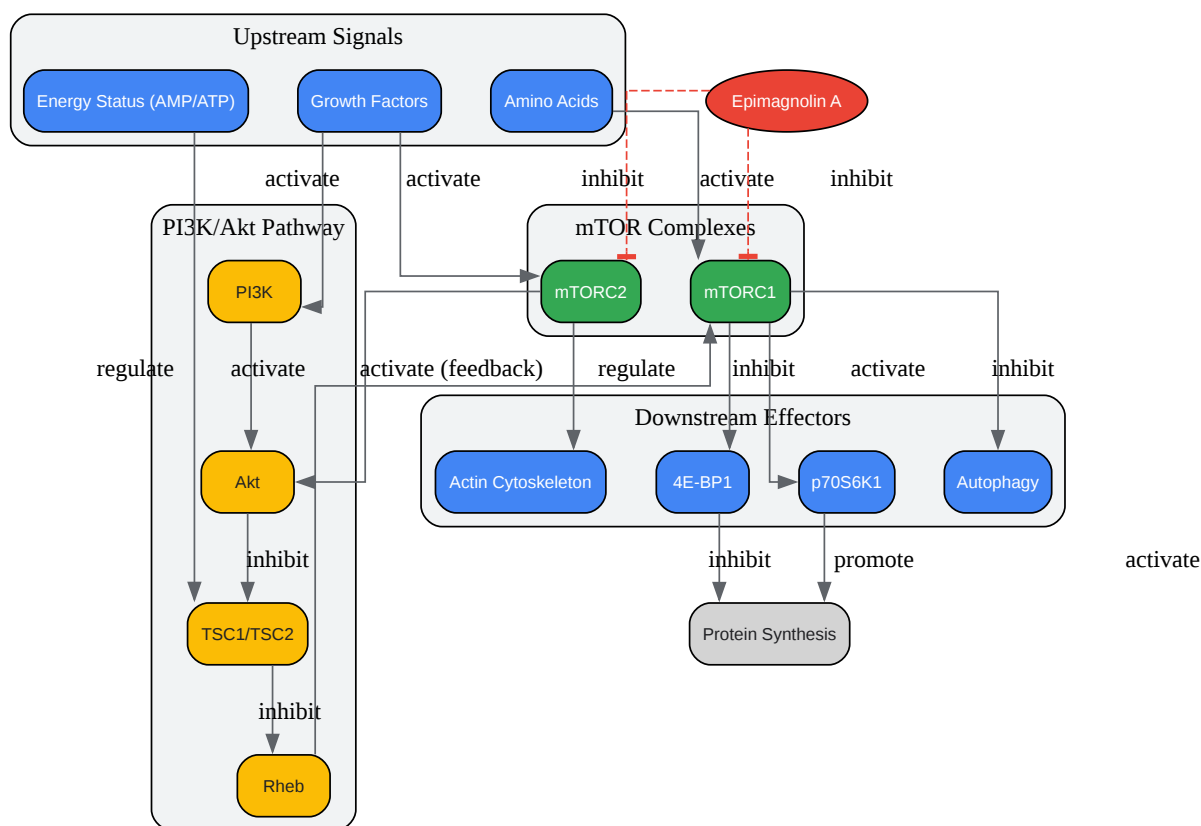 Upstream Signals
Energy Status (AMP/ATP)
Growth Factors
Amino Acids
Epimagnolin A
activate
activate
inhibit
activate
inhibit
PI3K/Akt Pathway
mTOR Complexes
PI3K
mTORC2
mTORC1
regulate
activate
activate (feedback)
regulate
inhibit
activate
inhibit
Downstream Effectors
Akt
Actin Cytoskeleton
4E-BP1
p70S6K1
Autophagy
inhibit
inhibit
promote
activate
TSC1/TSC2
Protein Synthesis
inhibit
Rheb